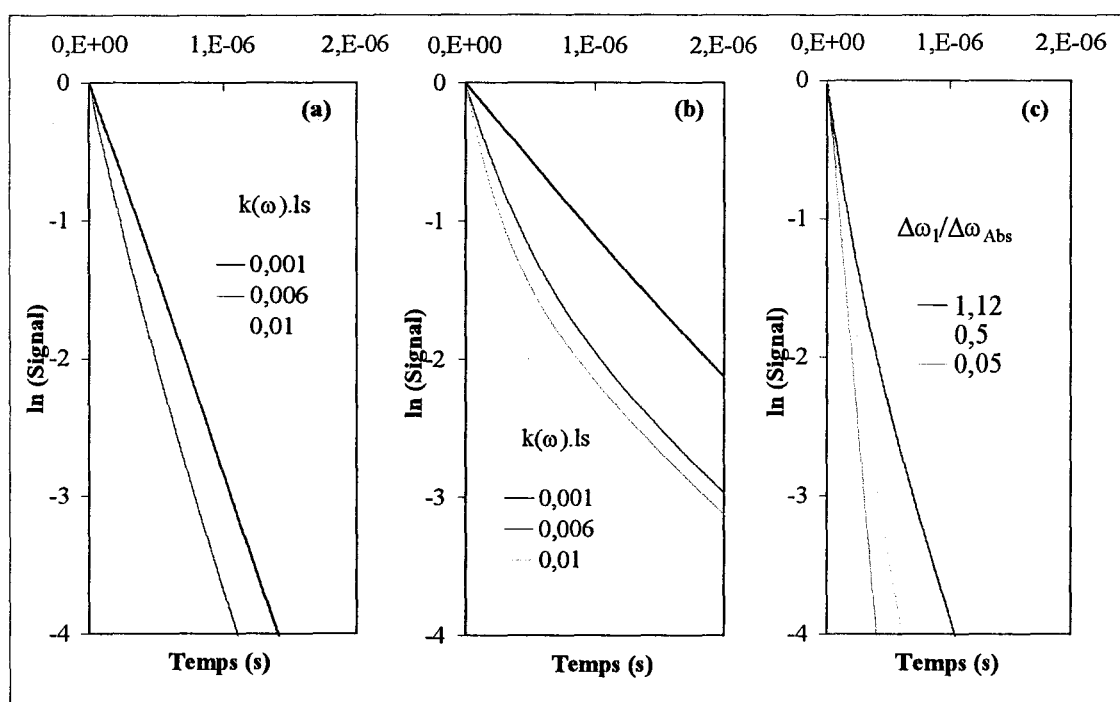 0,E+00 1,E-06 2,E-06
0
-1
-2
-3
-4
ln (Signal)
(a)
k(ω).ls
0,001
0,006
0,01
Temps (s)
0,E+00 1,E-06 2,E-06
0
-1
-2
-3
-4
ln (Signal)
(b)
k(ω).ls
0,001
0,006
0,01
Temps (s)
0,E+00 1,E-06 2,E-06
0
-1
-2
-3
-4
ln (Signal)
(c)
Δω1/ΔωAbs
1,12
0,5
0,05
Temps (s)